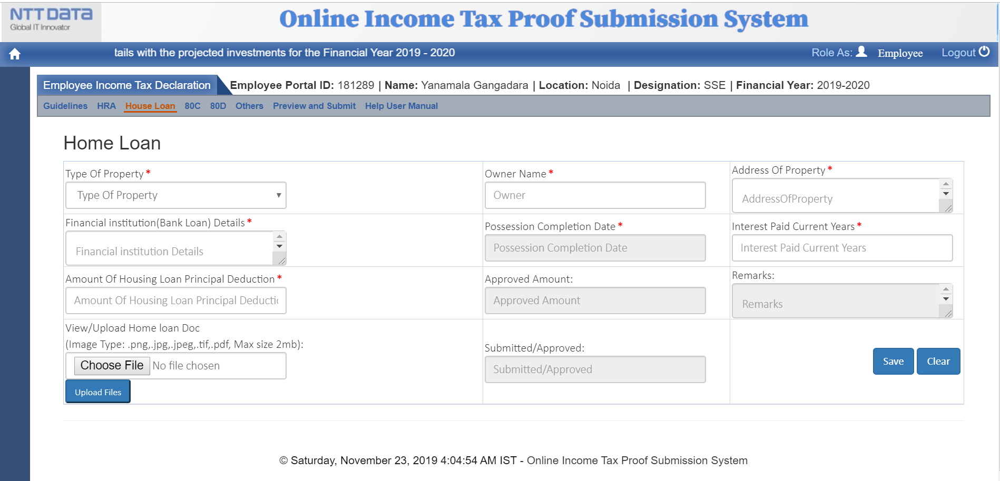 NTT DATA
Global IT Innovator
Online Income Tax Proof Submission System
tails with the projected investments for the Financial Year 2019 - 2020
Role As: Employee Logout
Employee Income Tax Declaration Employee Portal ID: 181289 | Name: Yanamala Gangadara | Location: Noida | Designation: SSE | Financial Year: 2019-2020
Guidelines HRA House Loan 80C 80D Others Preview and Submit Help User Manual
Home Loan
Type Of Property *
Type Of Property
Owner Name *
Owner
Address Of Property *
AddressOfProperty
Financial institution(Bank Loan) Details *
Financial institution Details
Possession Completion Date *
Possession Completion Date
Interest Paid Current Years *
Interest Paid Current Years
Amount Of Housing Loan Principal Deduction *
Amount Of Housing Loan Principal Deductic
Approved Amount:
Approved Amount
Remarks:
Remarks
View/Upload Home loan Doc
(Image Type: .png,.jpg,.jpeg,.tif,.pdf, Max size 2mb):
Choose File No file chosen
Upload Files
Submitted/Approved:
Submitted/Approved
Save Clear
© Saturday, November 23, 2019 4:04:54 AM IST - Online Income Tax Proof Submission System